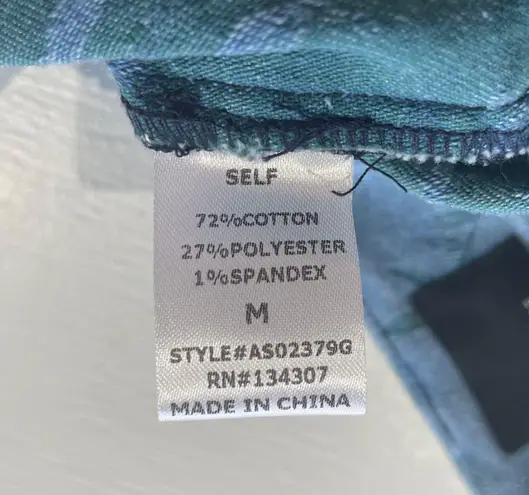 SELF
72%COTTON
27%POLYESTER
1%SPANDEX
M
STYLE#AS02379G
RN#134307
MADE IN CHINA